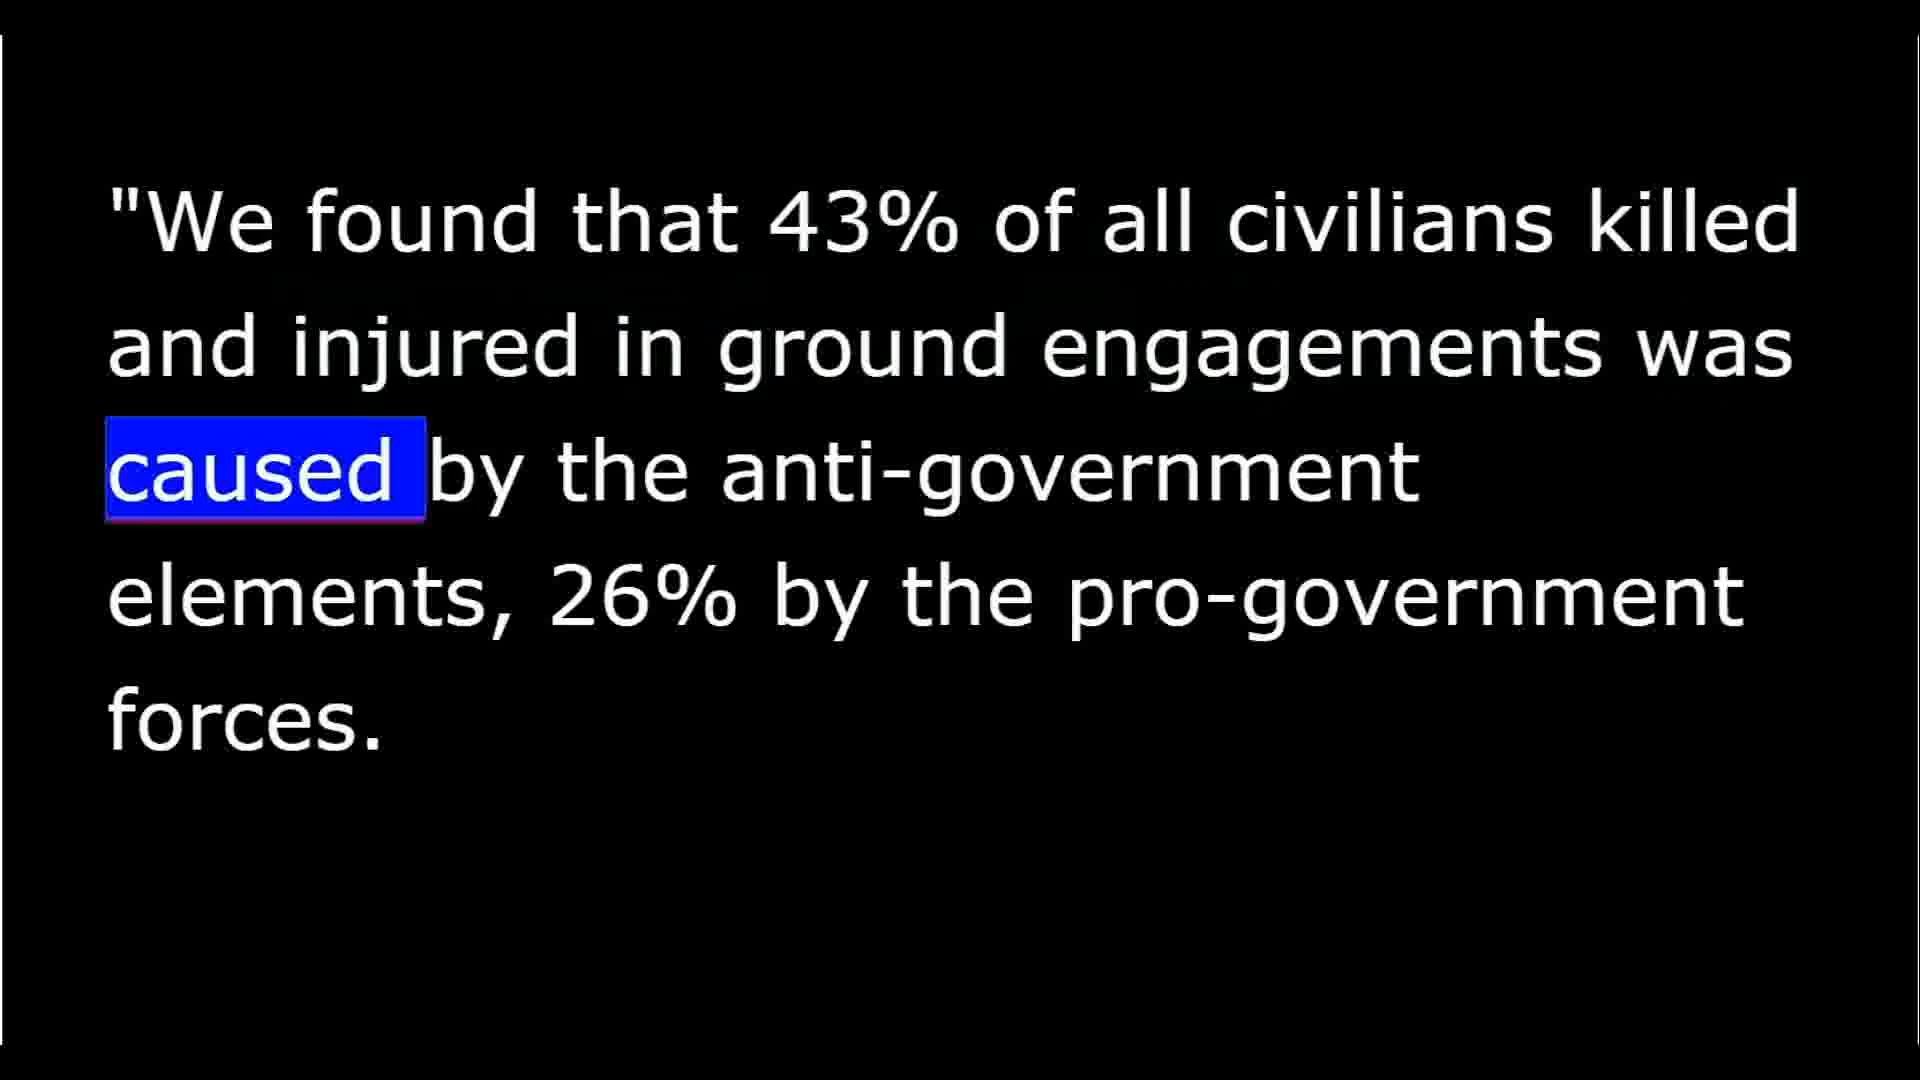 "We found that 43% of all civilians killed
and injured in ground engagements was
caused by the anti-government
elements, 26% by the pro-government
forces.